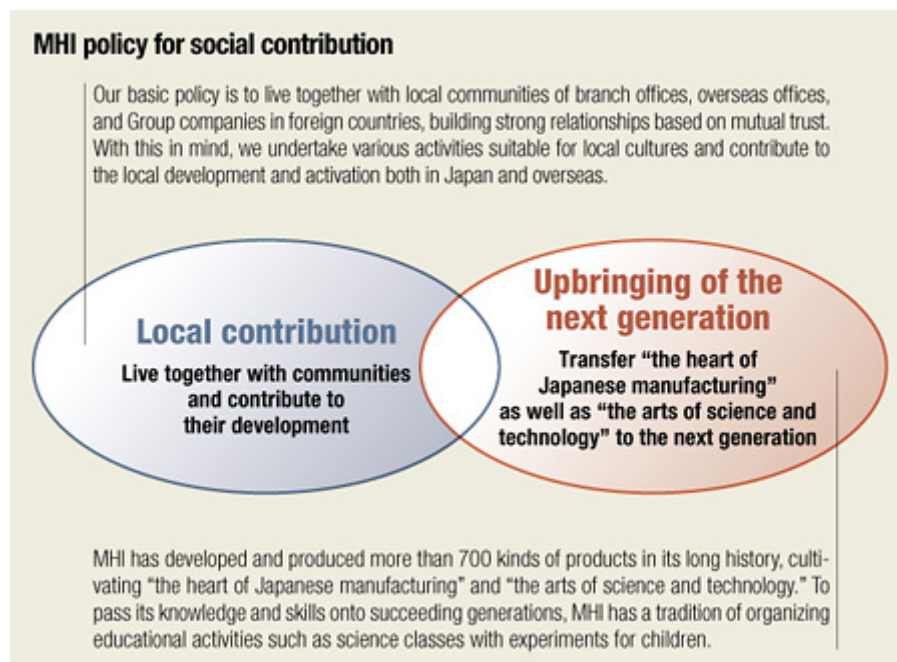 MHI policy for social contribution
Our basic policy is to live together with local communities of branch offices, overseas offices,
and Group companies in foreign countries, building strong relationships based on mutual trust.
With this in mind, we undertake various activities suitable for local cultures and contribute to
the local development and activation both in Japan and overseas.
Local contribution
Live together with communities
and contribute to
their development
Upbringing of the
next generation
Transfer “the heart of
Japanese manufacturing”
as well as “the arts of science and
technology” to the next generation
MHI has developed and produced more than 700 kinds of products in its long history, culti-
vating “the heart of Japanese manufacturing” and “the arts of science and technology.” To
pass its knowledge and skills onto succeeding generations, MHI has a tradition of organizing
educational activities such as science classes with experiments for children.